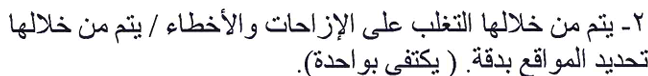 ٢- يتم من خلالها التغلب على الإزاحات والأخطاء / يتم من خلالها
تحديد المواقع بدقة. ( يكتفى بواحدة).